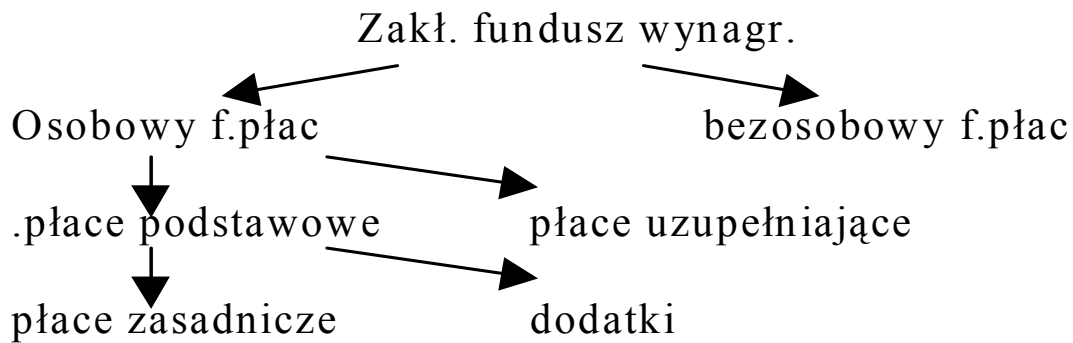 Zakł. fundusz wynagr.
Osobowy f.płac bezosobowy f.płac
.płace podstawowe płace uzupełniające
płace zasadnicze dodatki